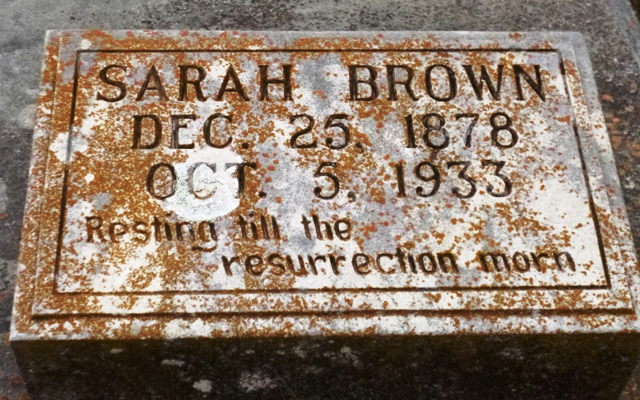 SARAH BROWN
DEC. 25. 1878
OCT. 5, 1933
Resting till the
resurrection morn